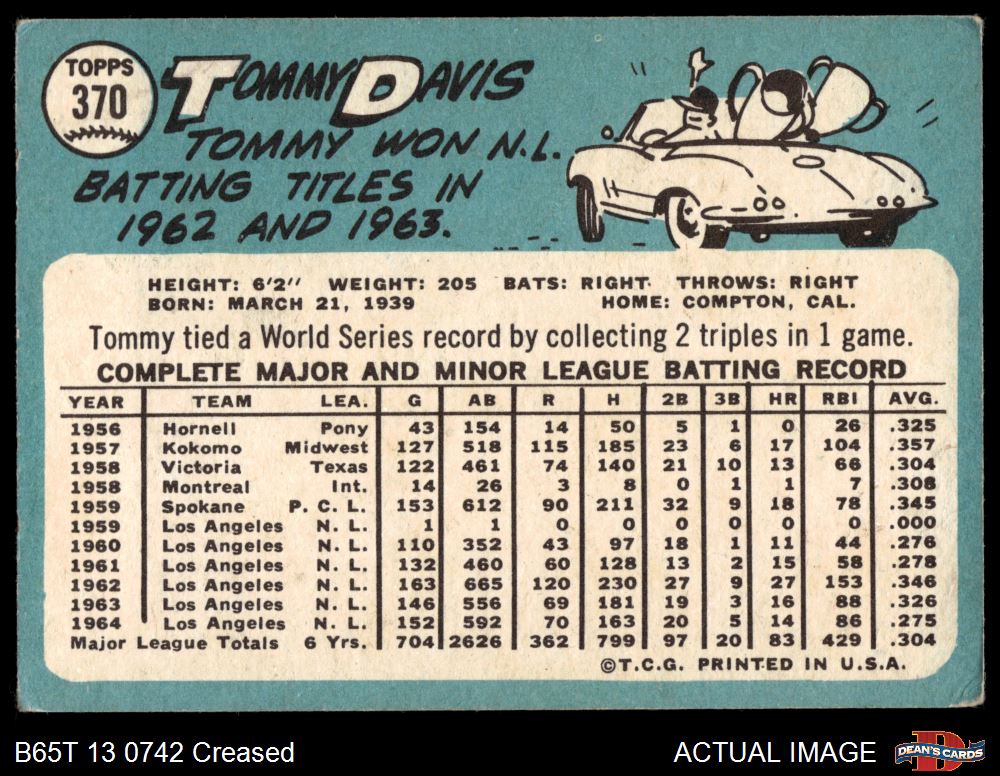 TOPPS
370
TOMMY DAVIS
TOMMY WON N.L.
BATTING TITLES IN
1962 AND 1963.
HEIGHT: 6'2" WEIGHT: 205 BATS: RIGHT THROWS: RIGHT
BORN: MARCH 21, 1939 HOME: COMPTON, CAL.
Tommy tied a World Series record by collecting 2 triples in 1 game.
COMPLETE MAJOR AND MINOR LEAGUE BATTING RECORD
YEAR TEAM LEA. G AB R H 2B 3B HR RBI AVG.
1956 Hornell Pony 43 154 14 50 5 1 0 26 .325
1957 Kokomo Midwest 127 518 115 185 23 6 17 104 .357
1958 Victoria Texas 122 461 74 140 21 10 13 66 .304
1958 Montreal Int. 14 26 3 8 0 1 1 7 .308
1959 Spokane P. C. L. 153 612 90 211 32 9 18 78 .345
1959 Los Angeles N. L. 1 1 0 0 0 0 0 0 .000
1960 Los Angeles N. L. 110 352 43 97 18 1 11 44 .276
1961 Los Angeles N. L. 132 460 60 128 13 2 15 58 .278
1962 Los Angeles N. L. 163 665 120 230 27 9 27 153 .346
1963 Los Angeles N. L. 146 556 69 181 19 3 16 88 .326
1964 Los Angeles N. L. 152 592 70 163 20 5 14 86 .275
Major League Totals 6 Yrs. 704 2626 362 799 97 20 83 429 .304
©T.C.G. PRINTED IN U.S.A.
B65T 13 0742 Creased
ACTUAL IMAGE
DEAN'S CARDS